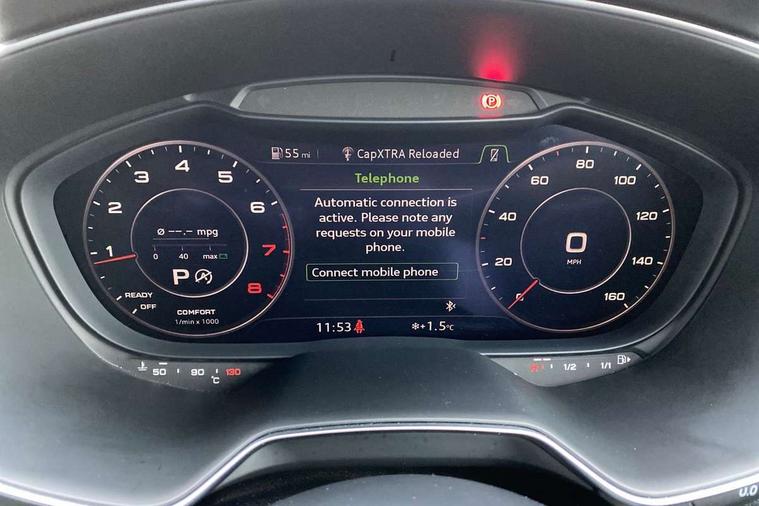 P
55 mi
CapXTRA Reloaded
Telephone
Automatic connection is
active. Please note any
requests on your mobile
phone.
Connect mobile phone
11:53
*+1.5°C
1
2
3
4
5
6
7
8
Ø --.- mpg
0 40 max
P
READY
OFF
COMFORT
1/min x 1000
0
20
40
60
80
100
120
140
160
0
MPH
50 90 130
°C
1/2 1/1
0.0